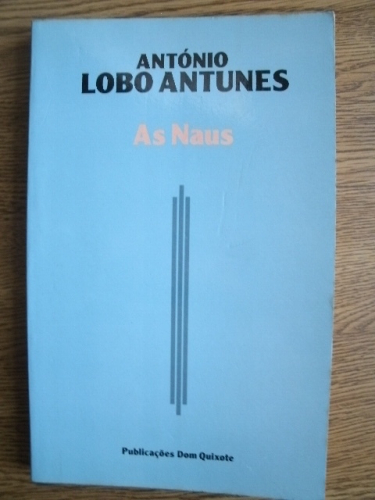 ANTÓNIO
LOBO ANTUNES
As Naus
Publicações Dom Quixote